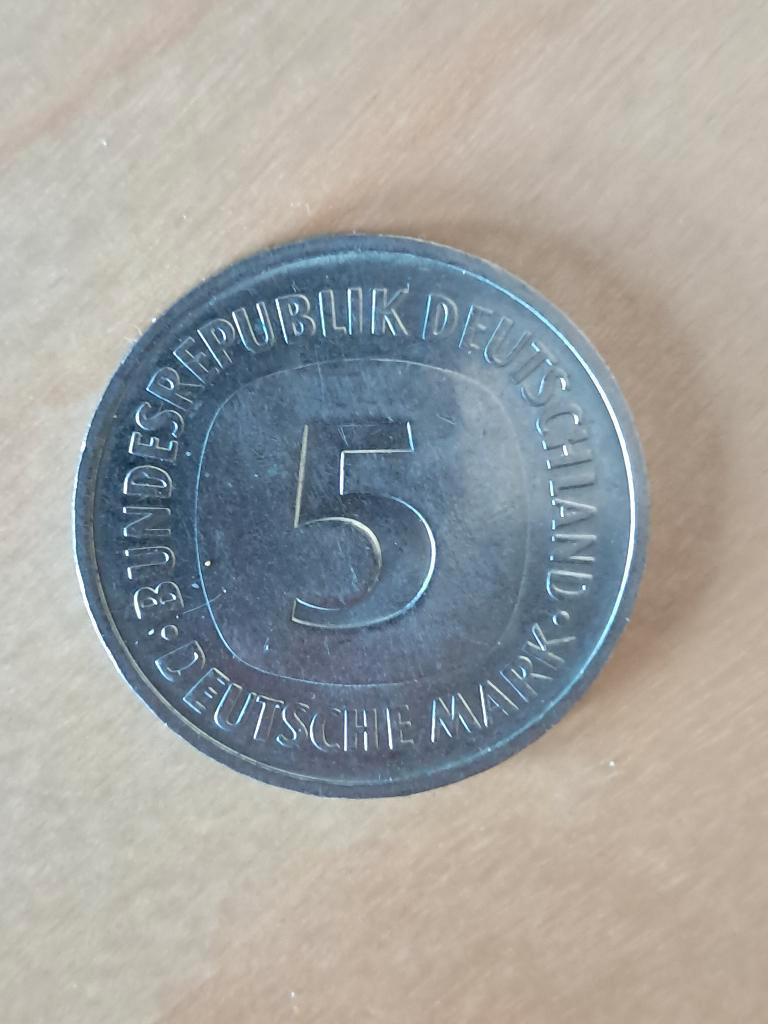 BUNDESREPUBLIK DEUTSCHLAND
5
· DEUTSCHE MARK ·